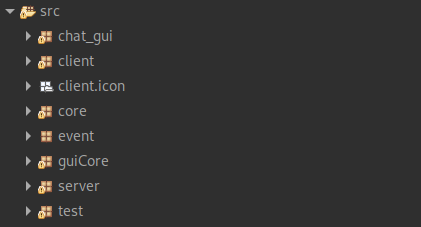 src
chat_gui
client
client.icon
core
event
guiCore
server
test